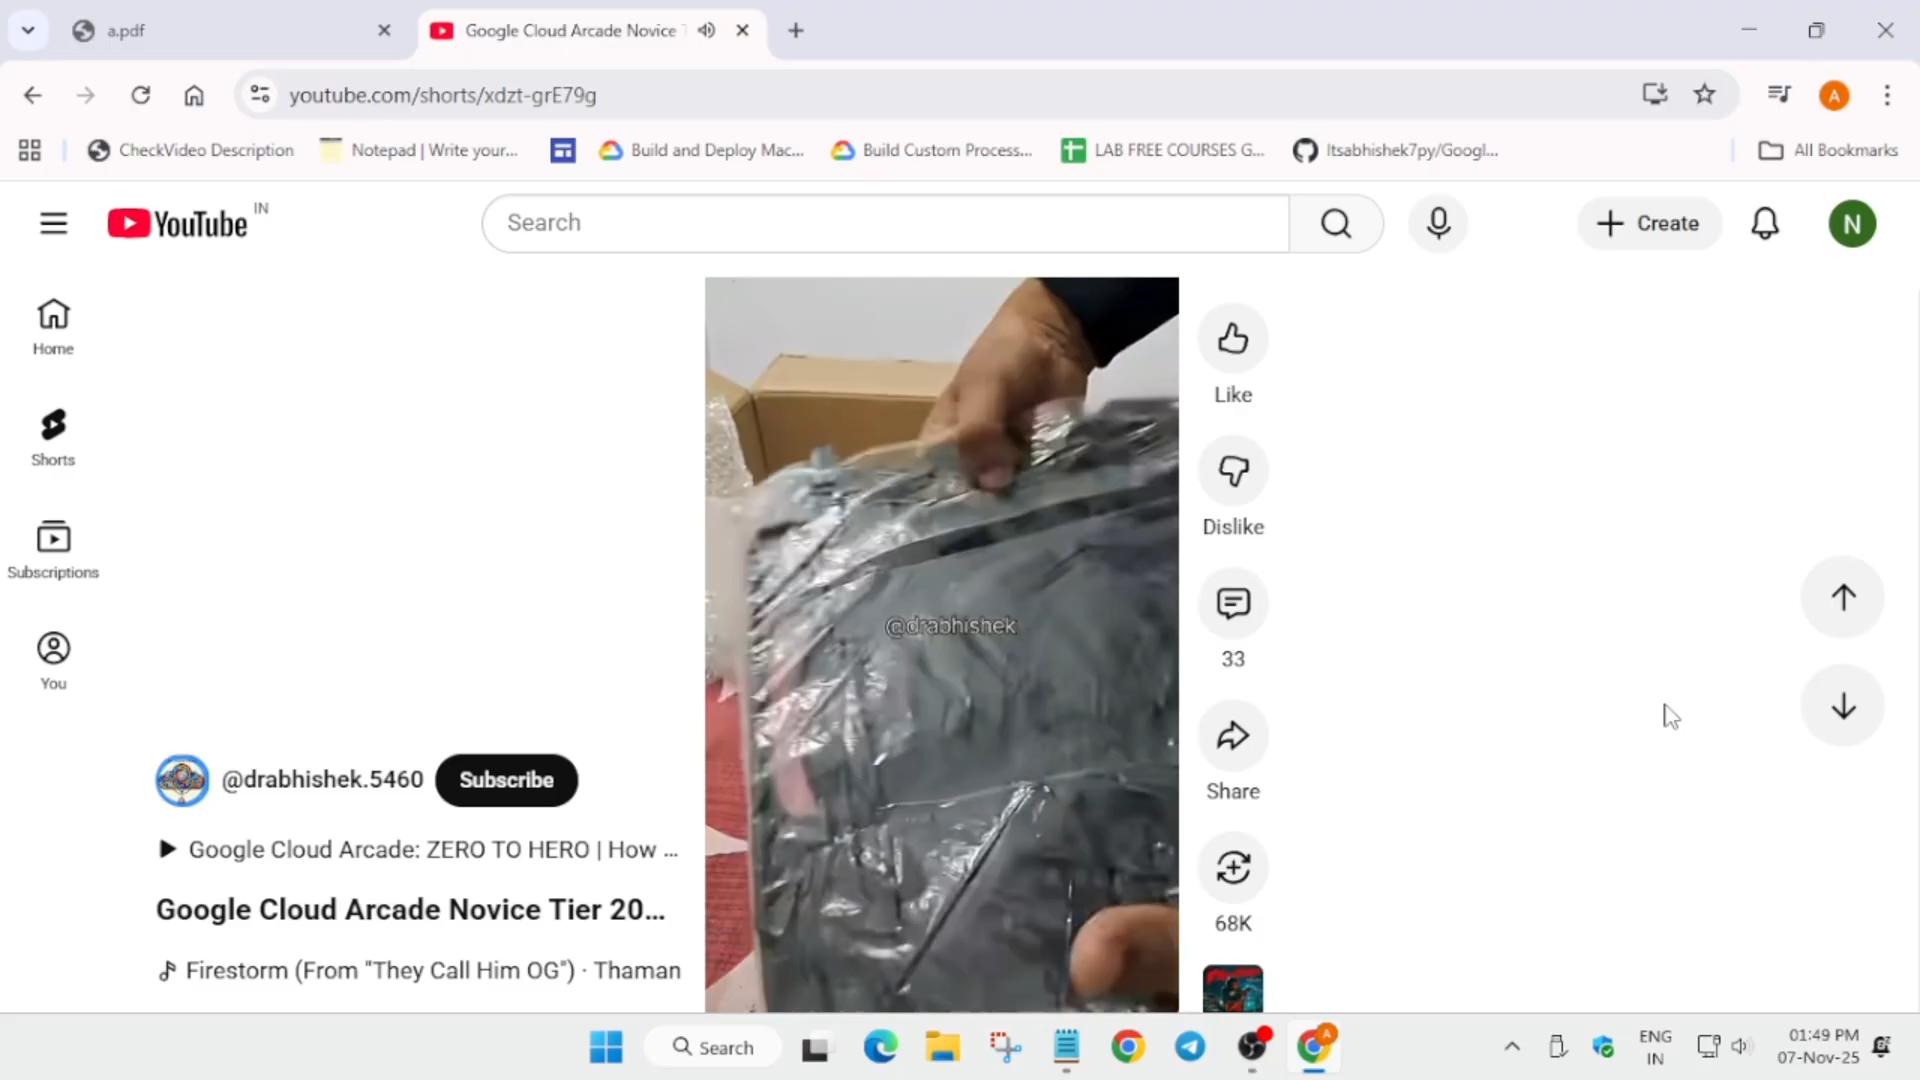 a.pdf
Google Cloud Arcade Novice T
youtube.com/shorts/xdzt-grE79g
A
CheckVideo Description
Notepad | Write your...
Build and Deploy Mac...
Build Custom Process...
LAB FREE COURSES G...
Itsabhishek7py/Googl...
All Bookmarks
YouTube IN
Search
Create
N
Home
Shorts
Subscriptions
You
Like
Dislike
33
Share
68K
@drabhishek
@drabhishek.5460
Subscribe
Google Cloud Arcade: ZERO TO HERO | How ...
Google Cloud Arcade Novice Tier 20...
Firestorm (From "They Call Him OG") · Thaman
Search
A
ENG
IN
01:49 PM
07-Nov-25